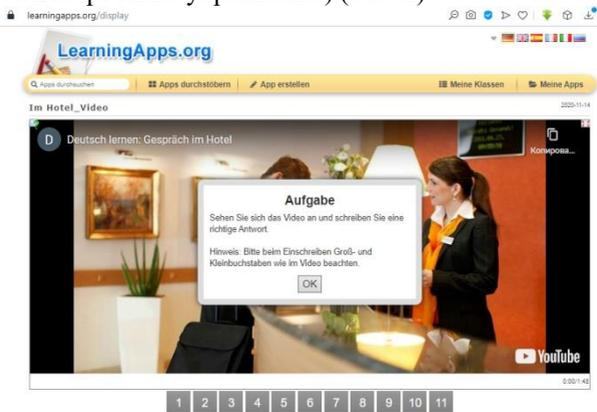 learningapps.org/display
LearningApps.org
Apps durchsuchen
Apps durchstöbern
App erstellen
Meine Klassen
Meine Apps
Im Hotel_Video
2020-11-14
D
Deutsch lernen: Gespräch im Hotel
Копирова...
Aufgabe
Sehen Sie sich das Video an und schreiben Sie eine
richtige Antwort.
Hinweis: Bitte beim Einschreiben Groß- und
Kleinbuchstaben wie im Video beachten.
OK
YouTube
0:00/1:48
1 2 3 4 5 6 7 8 9 10 11